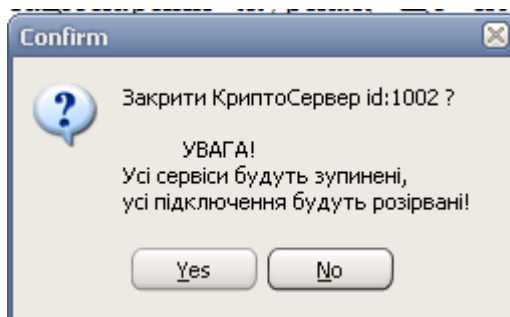 Confirm
Закрити КриптоСервер id:1002 ?
УВАГА!
Усі сервіси будуть зупинені,
усі підключення будуть розірвані!
Yes
No